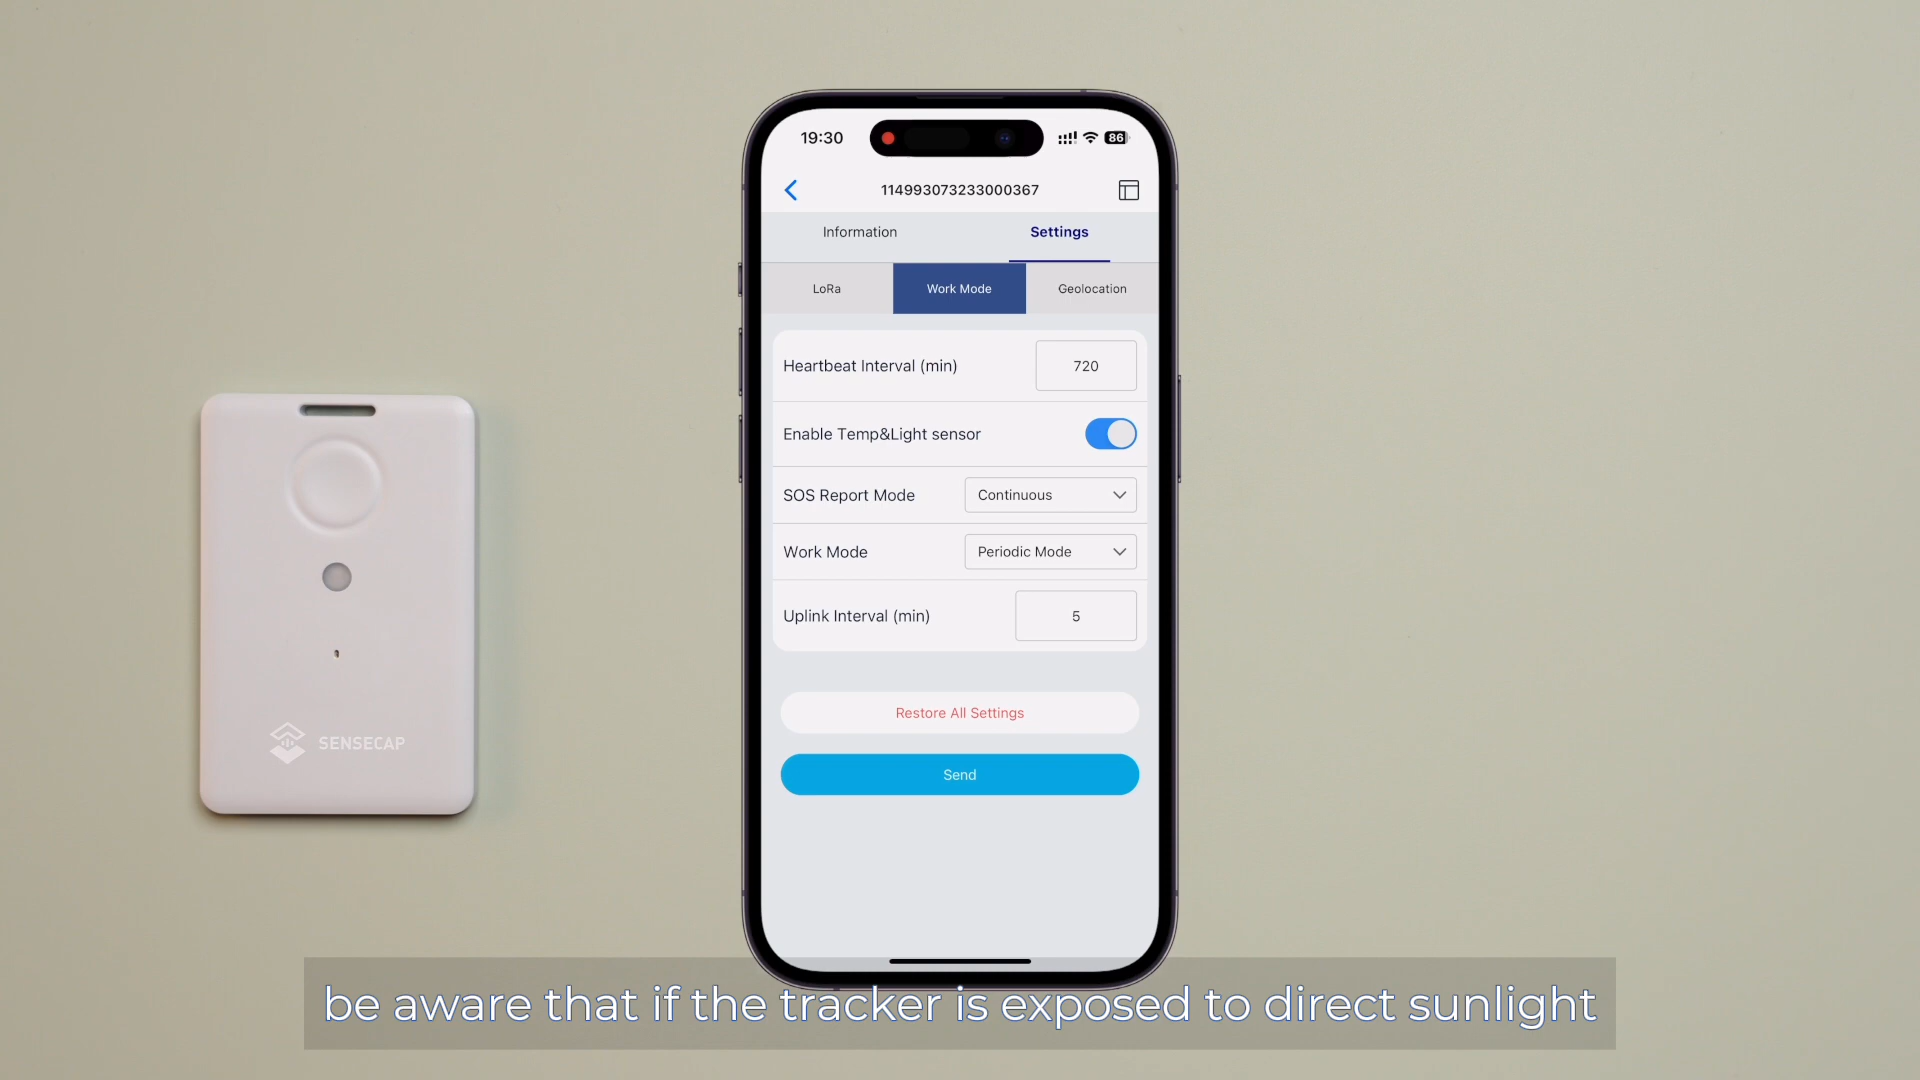 19:30
86
114993073233000367
Information
Settings
LoRa
Work Mode
Geolocation
Heartbeat Interval (min)
720
Enable Temp&Light sensor
SOS Report Mode
Continuous
Work Mode
Periodic Mode
Uplink Interval (min)
5
Restore All Settings
Send
SENSECAP
be aware that if the tracker is exposed to direct sunlight